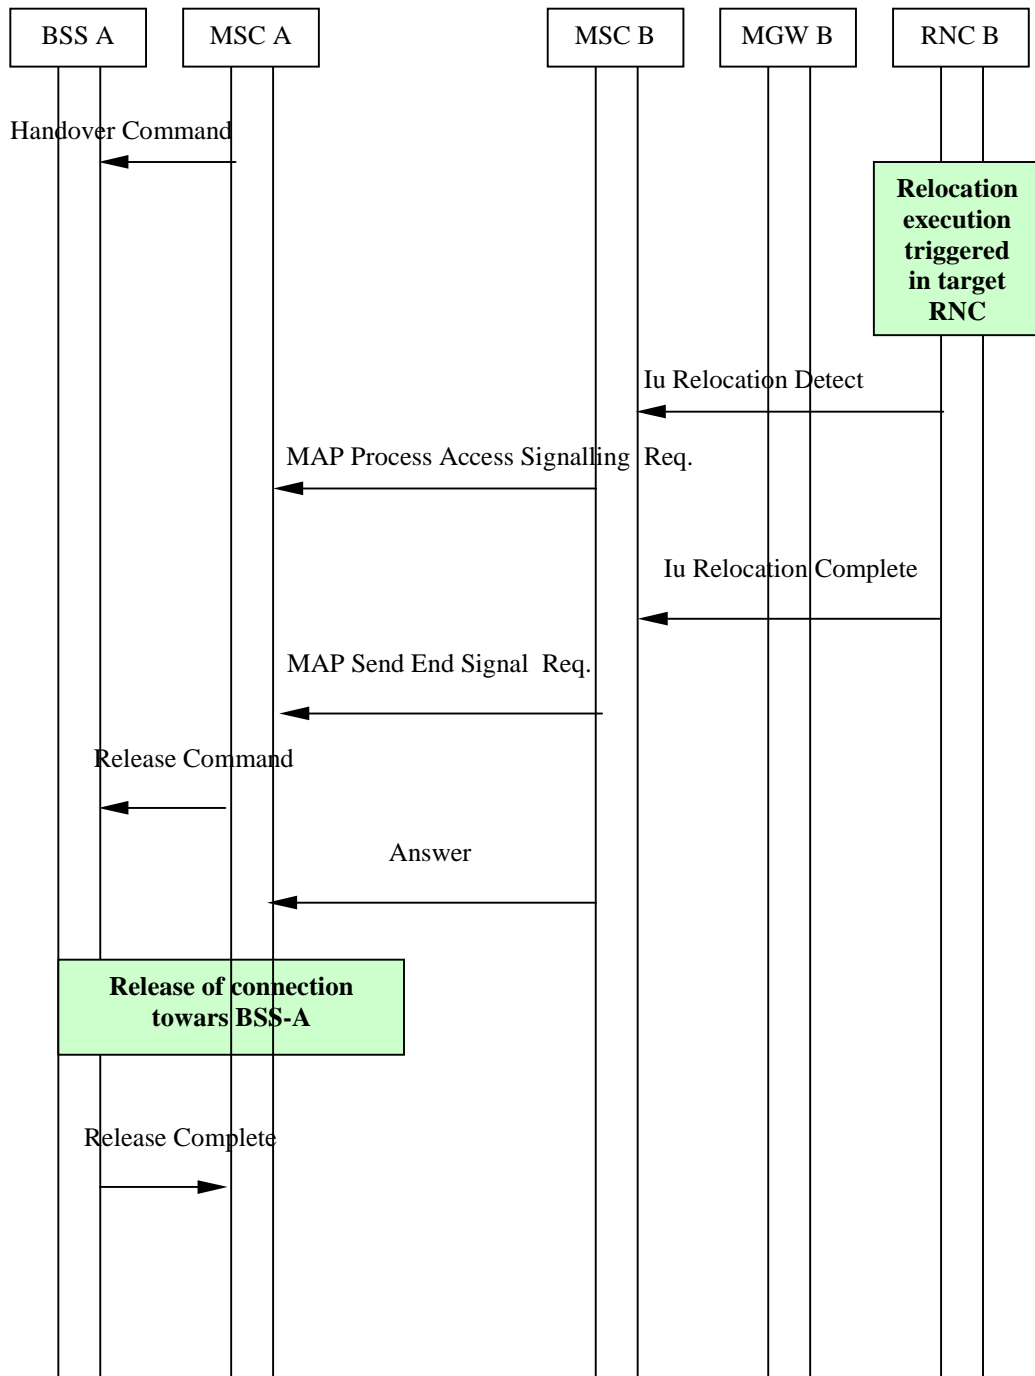 BSS A
MSC A
MSC B
MGW B
RNC B
Handover Command
Relocation
execution
triggered
in target
RNC
Iu Relocation Detect
MAP Process Access Signalling Req.
Iu Relocation Complete
MAP Send End Signal Req.
Release Command
Answer
Release of connection
towars BSS-A
Release Complete